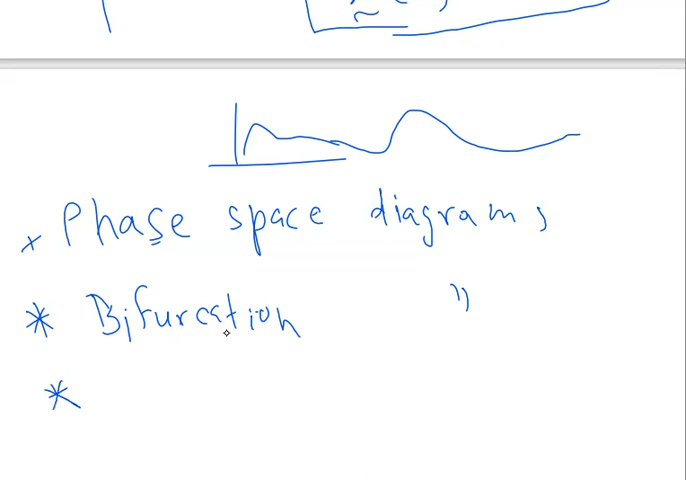 × Phase space diagrams
* Bifurcation "
*